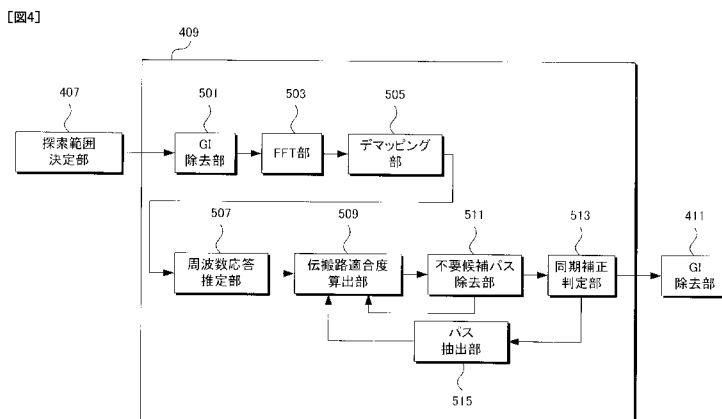 [図4]
409
407
501
503
505
探索範囲
決定部
GI
除去部
FFT部
デマッピング
部
507
509
511
513
411
周波数応答
推定部
伝搬路適合度
算出部
不要候補パス
除去部
同期補正
判定部
GI
除去部
パス
抽出部
515